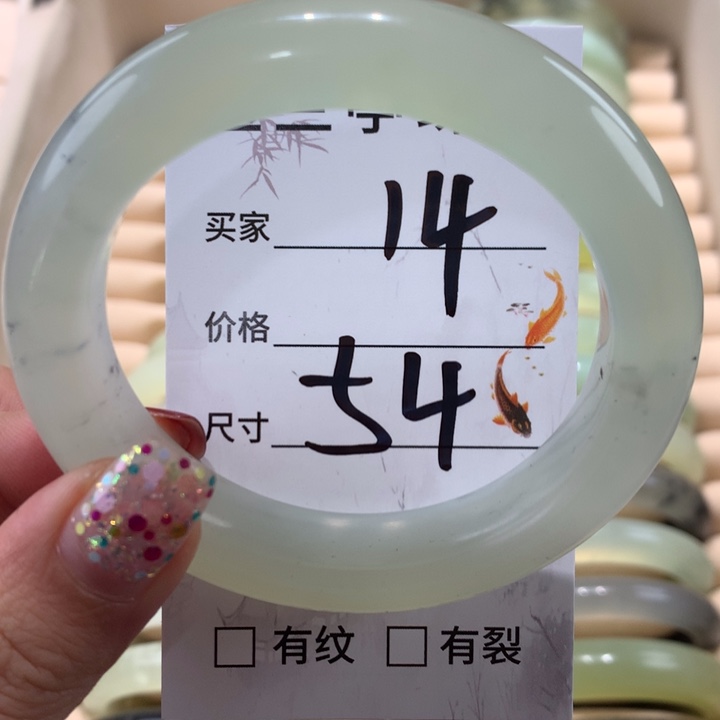 买家 14
价格
尺寸 54
□ 有纹 □ 有裂